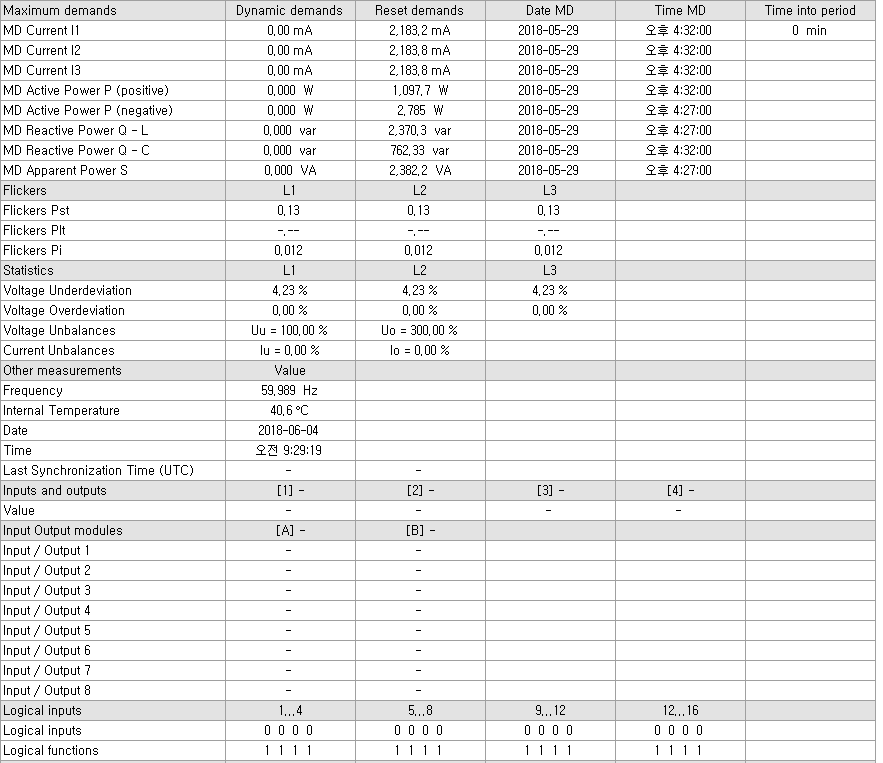 Maximum demands Dynamic demands Reset demands Date MD Time MD Time into period
MD Current I1 0,00 mA 2,183,2 mA 2018-05-29 오후 4:32:00 0 min
MD Current I2 0,00 mA 2,183,8 mA 2018-05-29 오후 4:32:00
MD Current I3 0,00 mA 2,183,8 mA 2018-05-29 오후 4:32:00
MD Active Power P (positive) 0,000 W 1,097,7 W 2018-05-29 오후 4:32:00
MD Active Power P (negative) 0,000 W 2,785 W 2018-05-29 오후 4:27:00
MD Reactive Power Q - L 0,000 var 2,370,3 var 2018-05-29 오후 4:27:00
MD Reactive Power Q - C 0,000 var 762,33 var 2018-05-29 오후 4:32:00
MD Apparent Power S 0,000 VA 2,382,2 VA 2018-05-29 오후 4:27:00
Flickers L1 L2 L3
Flickers Pst 0,13 0,13 0,13
Flickers Plt -,-- -,-- -,--
Flickers Pi 0,012 0,012 0,012
Statistics L1 L2 L3
Voltage Underdeviation 4,23 % 4,23 % 4,23 %
Voltage Overdeviation 0,00 % 0,00 % 0,00 %
Voltage Unbalances Uu = 100,00 % Uo = 300,00 %
Current Unbalances Iu = 0,00 % Io = 0,00 %
Other measurements Value
Frequency 59,989 Hz
Internal Temperature 40,6 °C
Date 2018-06-04
Time 오전 9:29:19
Last Synchronization Time (UTC) - -
Inputs and outputs [1] - [2] - [3] - [4] -
Value - - - -
Input Output modules [A] - [B] -
Input / Output 1 - -
Input / Output 2 - -
Input / Output 3 - -
Input / Output 4 - -
Input / Output 5 - -
Input / Output 6 - -
Input / Output 7 - -
Input / Output 8 - -
Logical inputs 1,,,4 5,,,8 9,,,12 12,,,16
Logical inputs 0 0 0 0 0 0 0 0 0 0 0 0 0 0 0 0
Logical functions 1 1 1 1 1 1 1 1 1 1 1 1 1 1 1 1